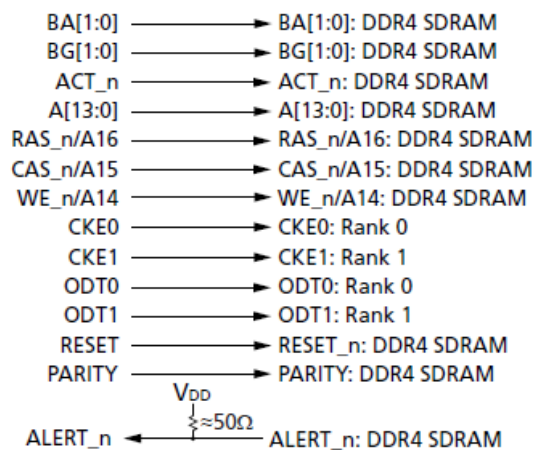 BA[1:0] BA[1:0]: DDR4 SDRAM
BG[1:0] BG[1:0]: DDR4 SDRAM
ACT_n ACT_n: DDR4 SDRAM
A[13:0] A[13:0]: DDR4 SDRAM
RAS_n/A16 RAS_n/A16: DDR4 SDRAM
CAS_n/A15 CAS_n/A15: DDR4 SDRAM
WE_n/A14 WE_n/A14: DDR4 SDRAM
CKE0 CKE0: Rank 0
CKE1 CKE1: Rank 1
ODT0 ODT0: Rank 0
ODT1 ODT1: Rank 1
RESET RESET_n: DDR4 SDRAM
PARITY PARITY: DDR4 SDRAM
VDD
≈50Ω
ALERT_n ALERT_n: DDR4 SDRAM